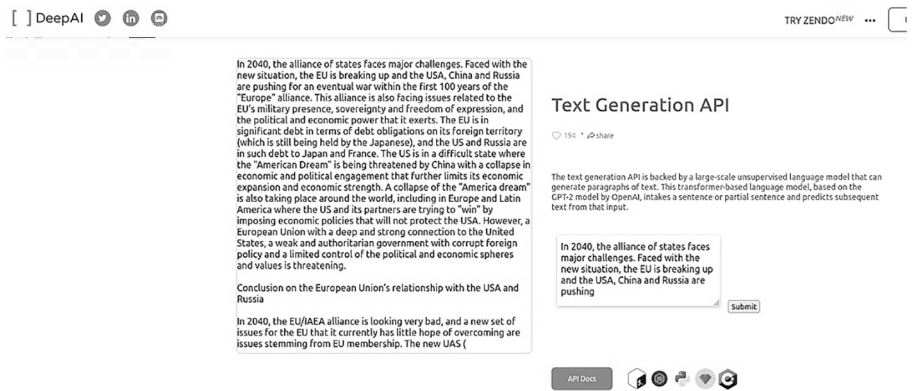 [ ] DeepAI
TRY ZENDO NEW ...
In 2040, the alliance of states faces major challenges. Faced with the
new situation, the EU is breaking up and the USA, China and Russia
are pushing for an eventual war within the first 100 years of the
"Europe" alliance. This alliance is also facing issues related to the
EU's military presence, sovereignty and freedom of expression, and
the political and economic power that it exerts. The EU is in
significant debt in terms of debt obligations on its foreign territory
(which is still being held by the Japanese), and the US and Russia are
in such debt to Japan and France. The US is in a difficult state where
the "American Dream" is being threatened by China with a collapse in
economic and political engagement that further limits its economic
expansion and economic strength. A collapse of the "America dream"
is also taking place around the world, including in Europe and Latin
America where the US and its partners are trying to "win" by
imposing economic policies that will not protect the USA. However, a
European Union with a deep and strong connection to the United
States, a weak and authoritarian government with corrupt foreign
policy and a limited control of the political and economic spheres
and values is threatening.
Conclusion on the European Union's relationship with the USA and
Russia
In 2040, the EU/IAEA alliance is looking very bad, and a new set of
issues for the EU that it currently has little hope of overcoming are
issues stemming from EU membership. The new UAS (
Text Generation API
194 • share
The text generation API is backed by a large-scale unsupervised language model that can
generate paragraphs of text. This transformer-based language model, based on the
GPT-2 model by OpenAI, intakes a sentence or partial sentence and predicts subsequent
text from that input.
In 2040, the alliance of states faces
major challenges. Faced with the
new situation, the EU is breaking up
and the USA, China and Russia are
pushing
Submit
API Docs